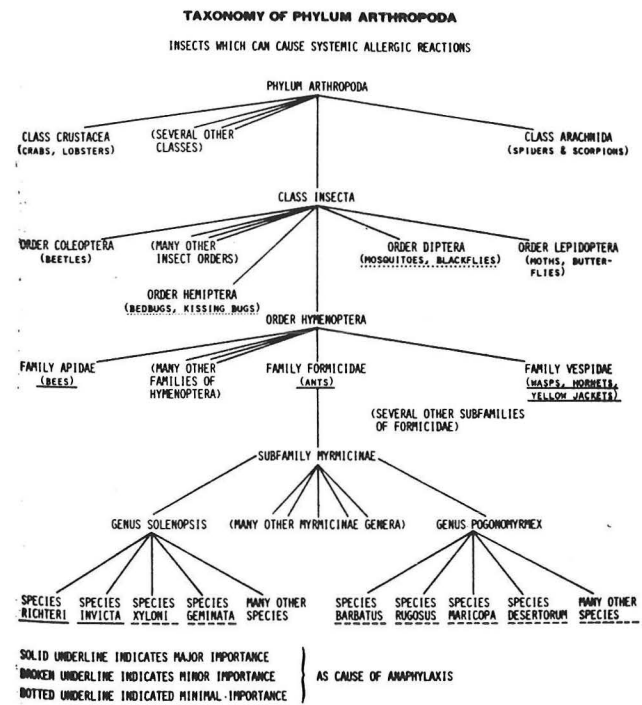 TAXONOMY OF PHYLUM ARTHROPODA
INSECTS WHICH CAN CAUSE SYSTEMIC ALLERGIC REACTIONS
PHYLUM ARTHROPODA
CLASS CRUSTACEA
(CRABS, LOBSTERS)
(SEVERAL OTHER
CLASSES)
CLASS ARACHNIDA
(SPIDERS & SCORPIONS)
CLASS INSECTA
ORDER COLEOPTERA
(BEETLES)
(MANY OTHER
INSECT ORDERS)
ORDER DIPTERA
(MOSQUITOES, BLACKFLIES)
ORDER LEPIDOPTERA
(MOTHS, BUTTER-
FLIES)
ORDER HEMIPTERA
(BEDBUGS, KISSING BUGS)
ORDER HYMENOPTERA
FAMILY APIDAE
(BEES)
(MANY OTHER
FAMILIES OF
HYMENOPTERA)
FAMILY FORMICIDAE
(ANTS)
FAMILY VESPIDAE
(WASPS, HORNETS,
YELLOW JACKETS)
(SEVERAL OTHER SUBFAMILIES
OF FORMICIDAE)
SUBFAMILY MYRMICINAE
GENUS SOLENOPSIS
(MANY OTHER MYRMICINAE GENERA)
GENUS POGONOMYRMEX
SPECIES
RICHTERI
SPECIES
INVICTA
SPECIES
XYLONI
SPECIES
GEMINATA
MANY OTHER
SPECIES
SPECIES
BARBATUS
SPECIES
RUGOSUS
SPECIES
MARICOPA
SPECIES
DESERTORUM
MANY OTHER
SPECIES
SOLID UNDERLINE INDICATES MAJOR IMPORTANCE
BROKEN UNDERLINE INDICATES MINOR IMPORTANCE
DOTTED UNDERLINE INDICATED MINIMAL IMPORTANCE
AS CAUSE OF ANAPHYLAXIS